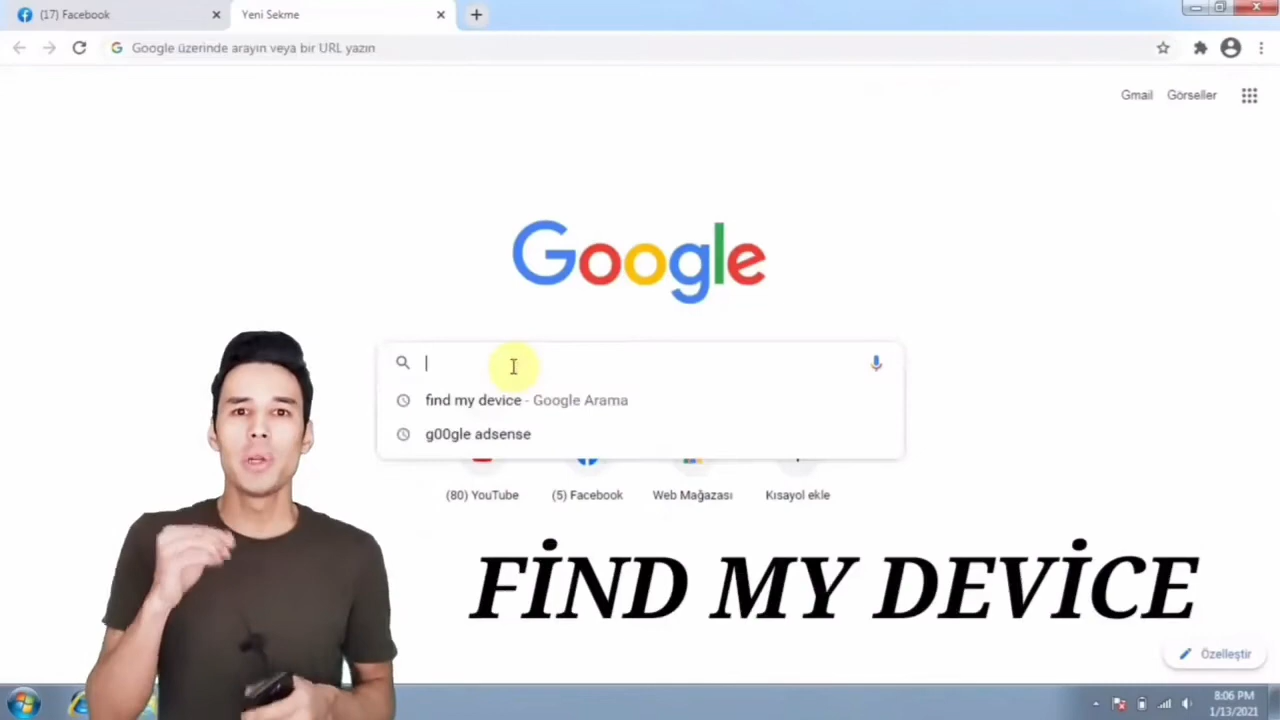 (17) Facebook
Yeni Sekme
Google üzerinde arayın veya bir URL yazın
Gmail Görseller
Google
find my device - Google Arama
g00gle adsense
(80) YouTube (5) Facebook Web Mağazası Kısayol ekle
FİND MY DEVİCE
Özelleştir
8:06 PM
1/13/2021